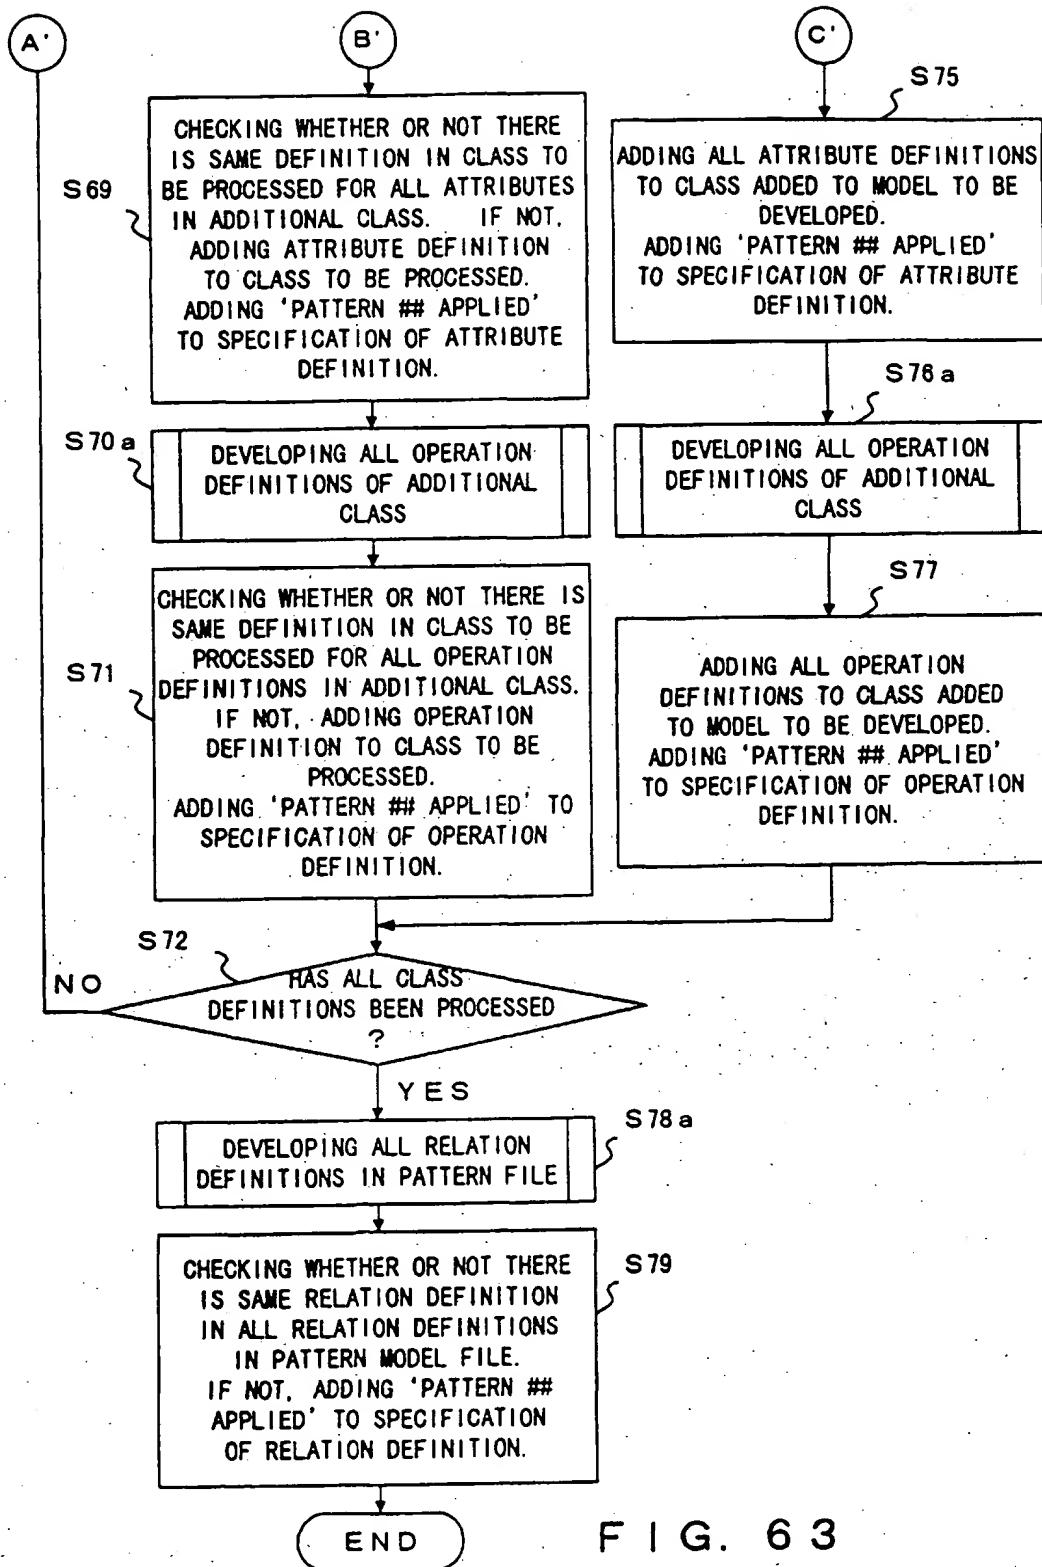 A'
B'
C'
S75
S69
CHECKING WHETHER OR NOT THERE
IS SAME DEFINITION IN CLASS TO
BE PROCESSED FOR ALL ATTRIBUTES
IN ADDITIONAL CLASS. IF NOT,
ADDING ATTRIBUTE DEFINITION
TO CLASS TO BE PROCESSED.
ADDING 'PATTERN ## APPLIED'
TO SPECIFICATION OF ATTRIBUTE
DEFINITION.
ADDING ALL ATTRIBUTE DEFINITIONS
TO CLASS ADDED TO MODEL TO BE
DEVELOPED.
ADDING 'PATTERN ## APPLIED'
TO SPECIFICATION OF ATTRIBUTE
DEFINITION.
S76a
S70a
DEVELOPING ALL OPERATION
DEFINITIONS OF ADDITIONAL
CLASS
DEVELOPING ALL OPERATION
DEFINITIONS OF ADDITIONAL
CLASS
S77
S71
CHECKING WHETHER OR NOT THERE IS
SAME DEFINITION IN CLASS TO BE
PROCESSED FOR ALL OPERATION
DEFINITIONS IN ADDITIONAL CLASS.
IF NOT, ADDING OPERATION
DEFINITION TO CLASS TO BE
PROCESSED.
ADDING 'PATTERN ## APPLIED' TO
SPECIFICATION OF OPERATION
DEFINITION.
ADDING ALL OPERATION
DEFINITIONS TO CLASS ADDED
TO MODEL TO BE DEVELOPED.
ADDING 'PATTERN ## APPLIED'
TO SPECIFICATION OF OPERATION
DEFINITION.
S72
NO
HAS ALL CLASS
DEFINITIONS BEEN PROCESSED
?
YES
S78a
DEVELOPING ALL RELATION
DEFINITIONS IN PATTERN FILE
S79
CHECKING WHETHER OR NOT THERE
IS SAME RELATION DEFINITION
IN ALL RELATION DEFINITIONS
IN PATTERN MODEL FILE.
IF NOT, ADDING 'PATTERN ##
APPLIED' TO SPECIFICATION
OF RELATION DEFINITION.
END
FIG. 63